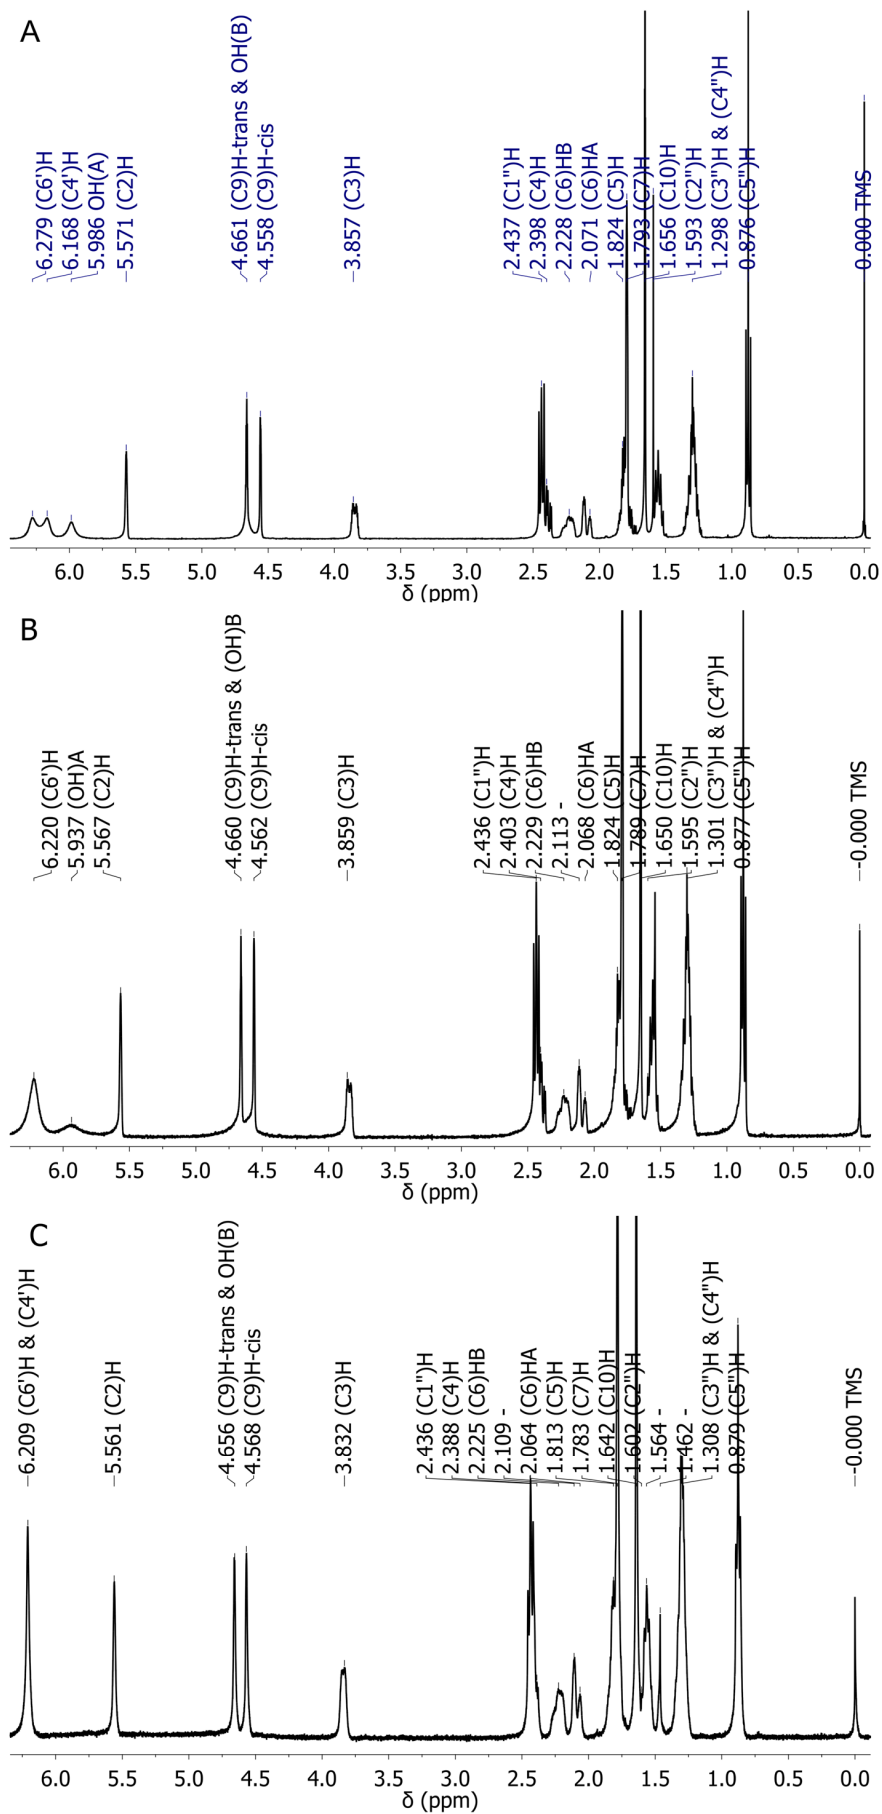 A
6.279 (C6')H
6.168 (C4')H
5.986 OH(A)
5.571 (C2)H
4.661 (C9)H-trans & OH(B)
4.558 (C9)H-cis
3.857 (C3)H
2.437 (C1")H
2.398 (C4)H
2.228 (C6)HB
2.071 (C6)HA
1.824 (C5)H
1.793 (C7)H
1.656 (C10)H
1.593 (C2")H
1.298 (C3")H & (C4")H
0.876 (C5")H
0.000 TMS
6.0 5.5 5.0 4.5 4.0 3.5 3.0 2.5 2.0 1.5 1.0 0.5 0.0
δ (ppm)
B
6.220 (C6')H
5.937 (OH)A
5.567 (C2)H
4.660 (C9)H-trans & (OH)B
4.562 (C9)H-cis
3.859 (C3)H
2.436 (C1")H
2.403 (C4)H
2.229 (C6)HB
2.113 -
2.068 (C6)HA
1.824 (C5)H
1.789 (C7)H
1.650 (C10)H
1.595 (C2")H
1.301 (C3")H & (C4")H
0.877 (C5")H
-0.000 TMS
6.0 5.5 5.0 4.5 4.0 3.5 3.0 2.5 2.0 1.5 1.0 0.5 0.0
δ (ppm)
C
6.209 (C6')H & (C4')H
5.561 (C2)H
4.656 (C9)H-trans & OH(B)
4.568 (C9)H-cis
3.832 (C3)H
2.436 (C1")H
2.388 (C4)H
2.225 (C6)HB
2.109 -
2.064 (C6)HA
1.813 (C5)H
1.783 (C7)H
1.642 (C10)H
1.602 (C2")H
1.564 -
1.462 -
1.308 (C3")H & (C4")H
0.879 (C5")H
-0.000 TMS
6.0 5.5 5.0 4.5 4.0 3.5 3.0 2.5 2.0 1.5 1.0 0.5 0.0
δ (ppm)